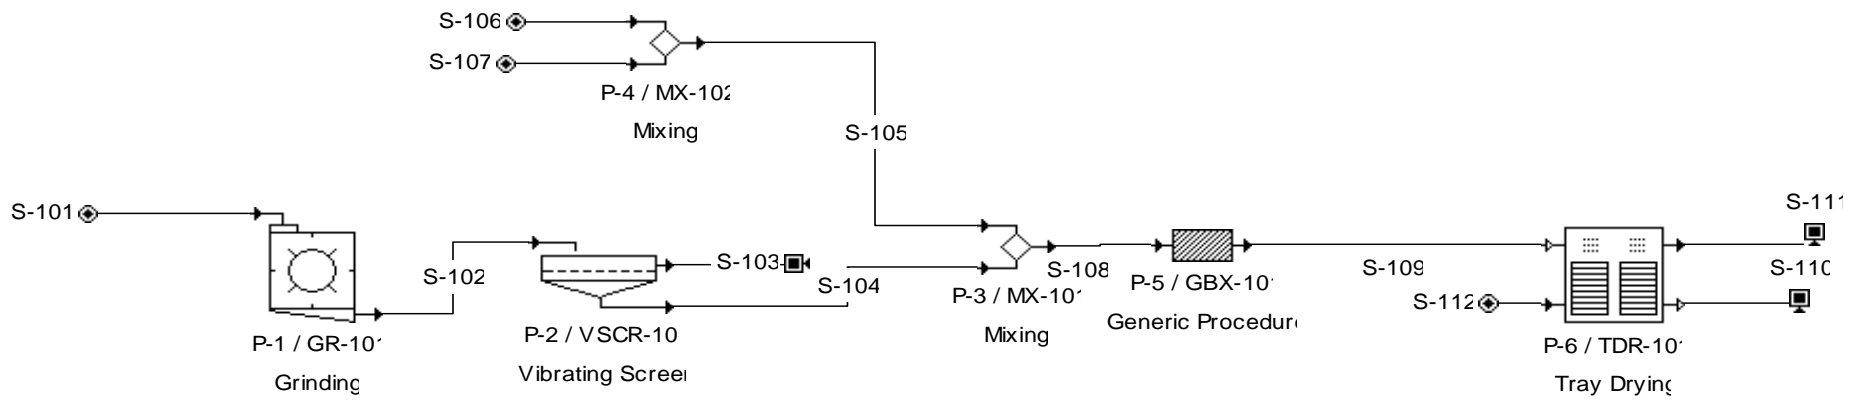 S-106
S-107
P-4 / MX-102
Mixing
S-105
S-101
S-102
P-1 / GR-101
Grinding
S-103
S-104
P-2 / VSCR-10
Vibrating Screen
S-108
P-3 / MX-101
Mixing
P-5 / GBX-101
Generic Procedure
S-109
S-112
S-111
S-110
P-6 / TDR-101
Tray Drying